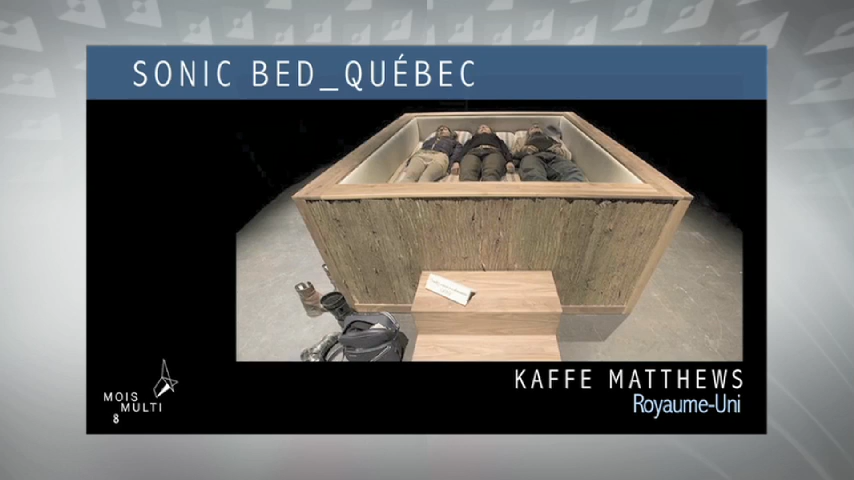 SONIC BED_QUÉBEC
KAFFE MATTHEWS
Royaume-Uni
MOIS
MULTI
8